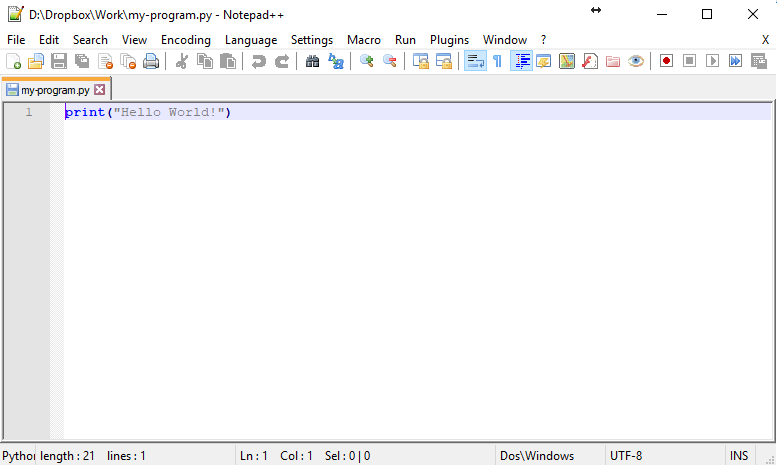 D:\Dropbox\Work\my-program.py - Notepad++
File Edit Search View Encoding Language Settings Macro Run Plugins Window ? X
my-program.py
1 print("Hello World!")
Pythor length : 21 lines : 1 Ln : 1 Col : 1 Sel : 0 | 0 Dos\Windows UTF-8 INS